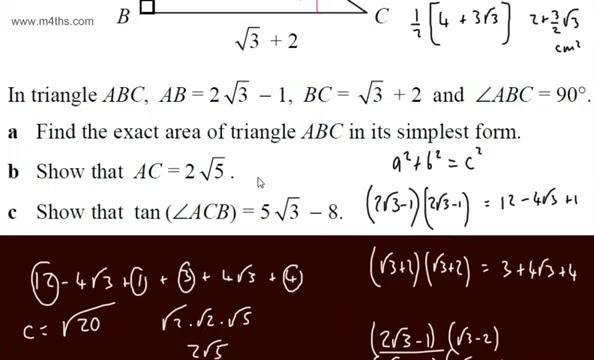 www.m4ths.com B C 1/2 [4 + 3√3] 2 + 3/2 √3
√3 + 2 cm²
In triangle ABC, AB = 2√3 − 1, BC = √3 + 2 and ∠ABC = 90°.
a Find the exact area of triangle ABC in its simplest form.
a² + b² = c²
b Show that AC = 2√5.
(2√3-1)(2√3-1) = 12 - 4√3 + 1
c Show that tan (∠ACB) = 5√3 − 8.
(√3+2)(√3+2) = 3 + 4√3 + 4
12 - 4√3 + 1 + 3 + 4√3 + 4
c = √20 √2 . √2 . √5
2√5
(2√3 - 1) (√3 - 2)